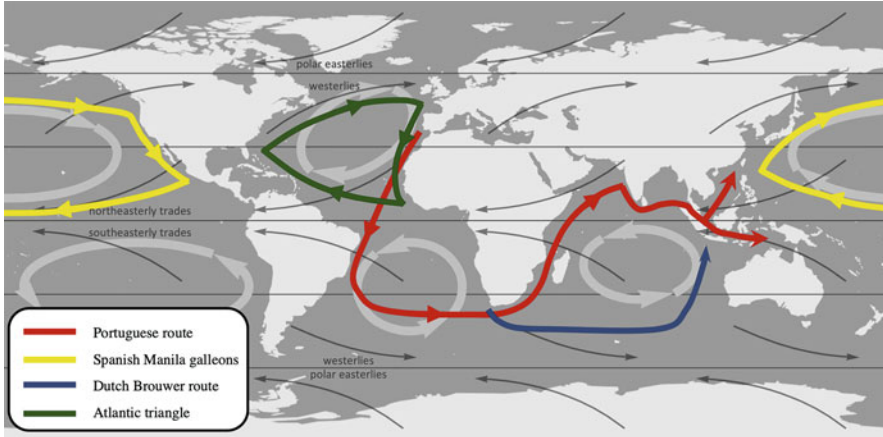 polar easterlies
westerlies
northeasterly trades
southeasterly trades
westerlies
polar easterlies
Portuguese route
Spanish Manila galleons
Dutch Brouwer route
Atlantic triangle